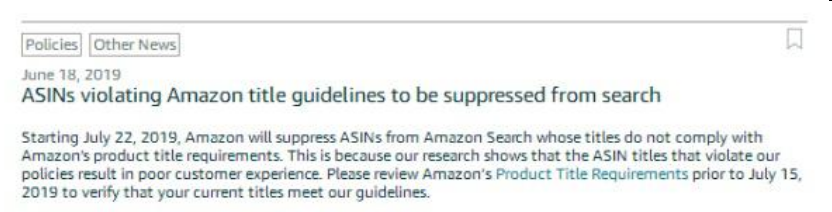 Policies Other News
June 18, 2019
ASINs violating Amazon title guidelines to be suppressed from search
Starting July 22, 2019, Amazon will suppress ASINs from Amazon Search whose titles do not comply with
Amazon's product title requirements. This is because our research shows that the ASIN titles that violate our
policies result in poor customer experience. Please review Amazon's Product Title Requirements prior to July 15,
2019 to verify that your current titles meet our guidelines.